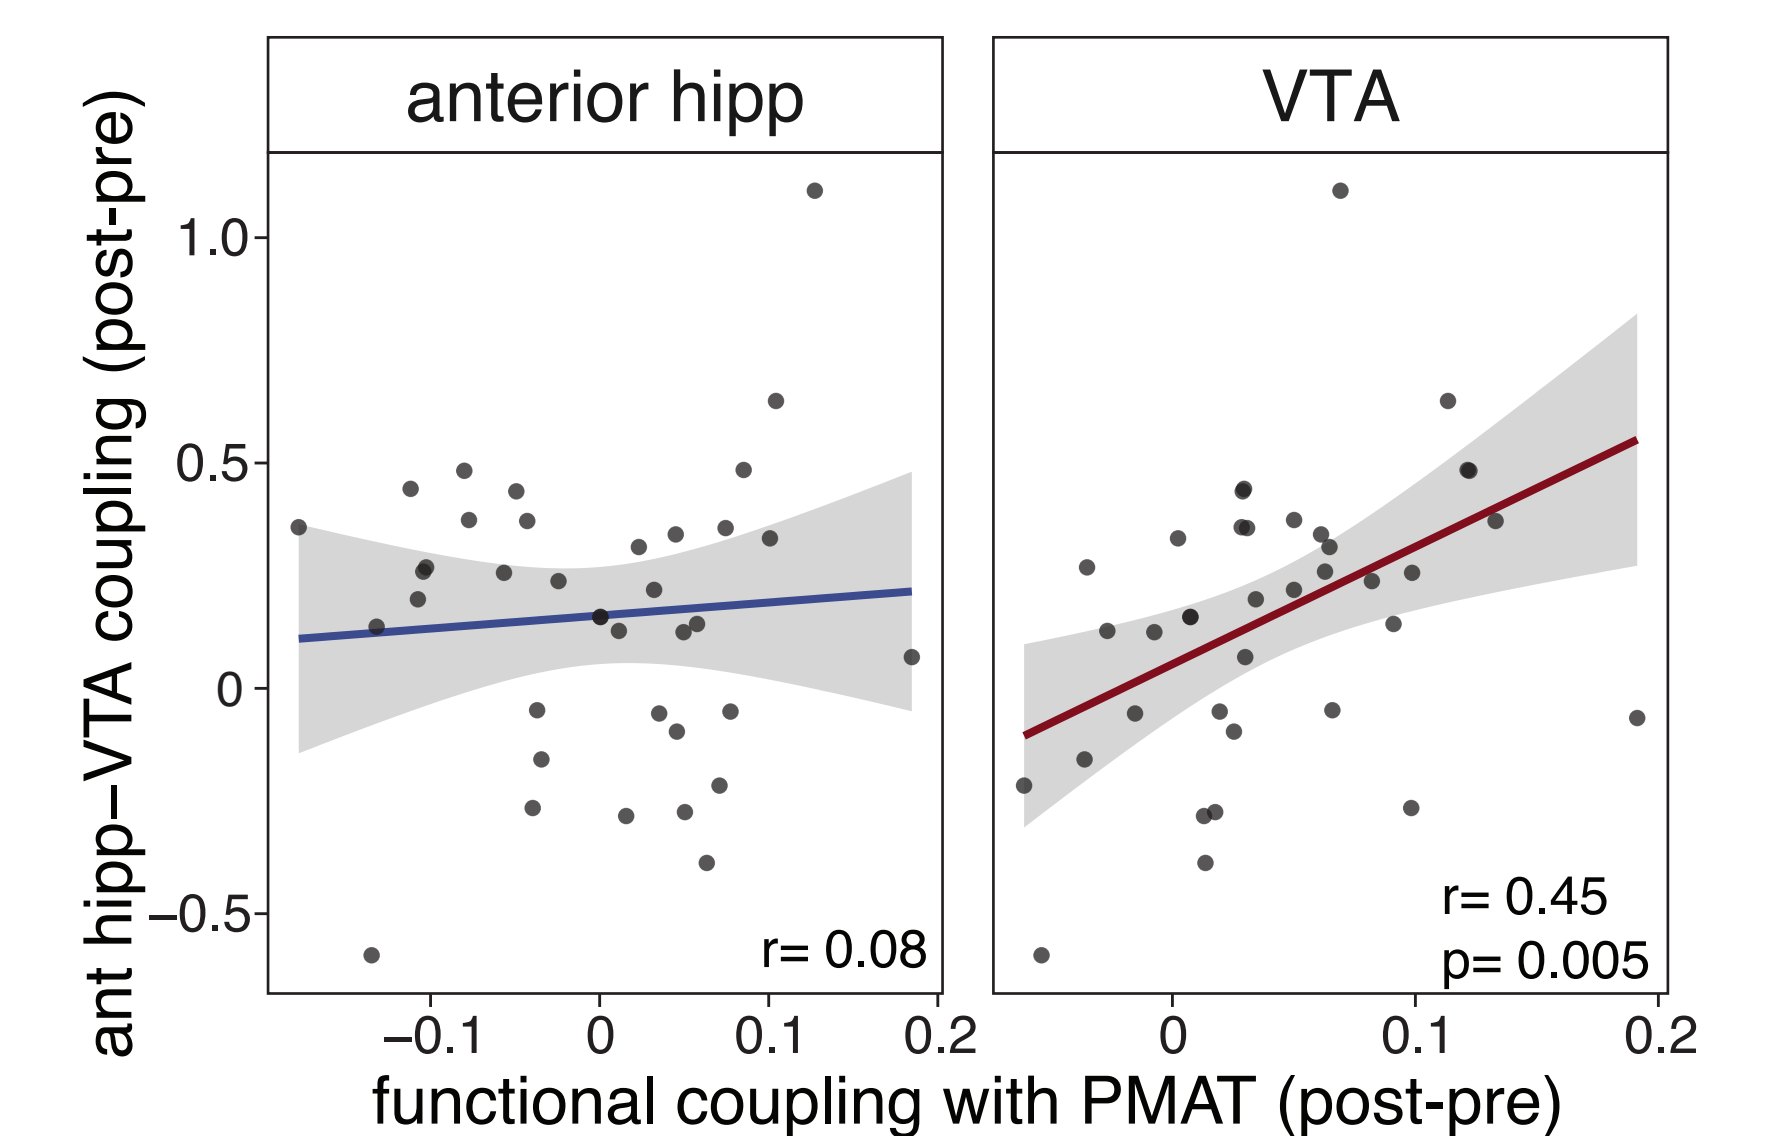 anterior hipp
VTA
ant hipp–VTA coupling (post-pre)
1.0
0.5
0
–0.5
r= 0.08
r= 0.45
p= 0.005
–0.1 0 0.1 0.2
0 0.1 0.2
functional coupling with PMAT (post-pre)